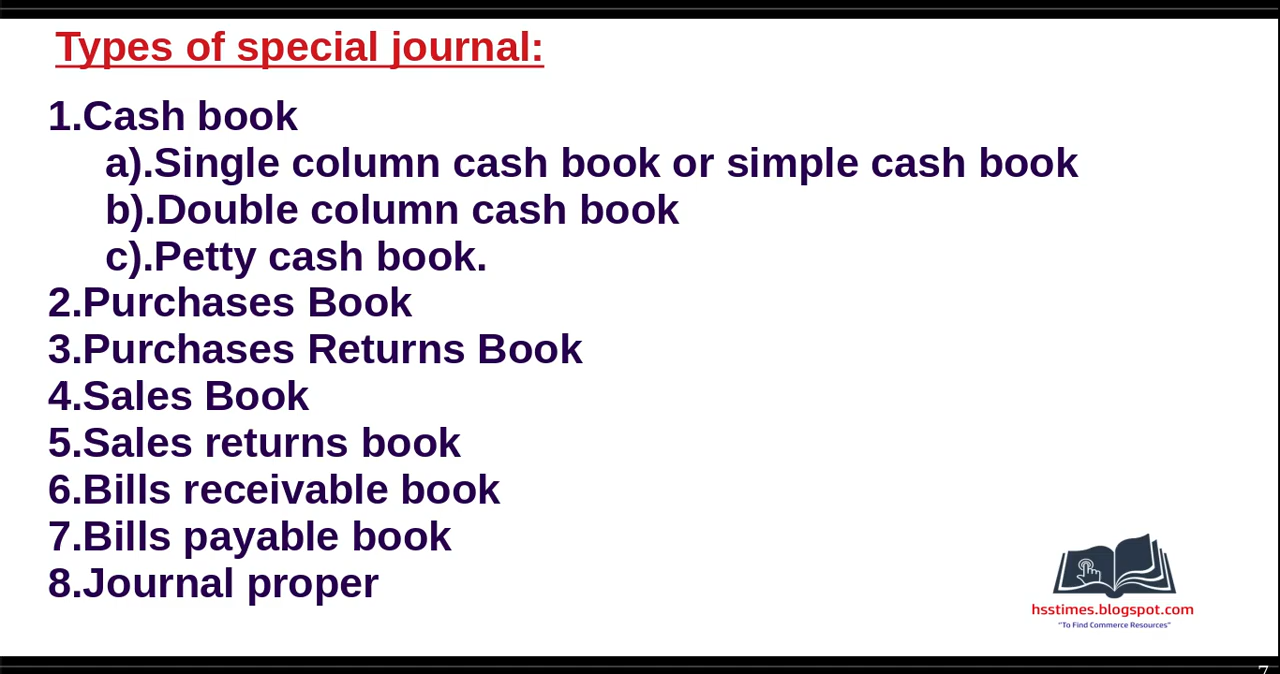 Types of special journal:
1.Cash book
a).Single column cash book or simple cash book
b).Double column cash book
c).Petty cash book.
2.Purchases Book
3.Purchases Returns Book
4.Sales Book
5.Sales returns book
6.Bills receivable book
7.Bills payable book
8.Journal proper
hsstimes.blogspot.com
"To Find Commerce Resources"
7